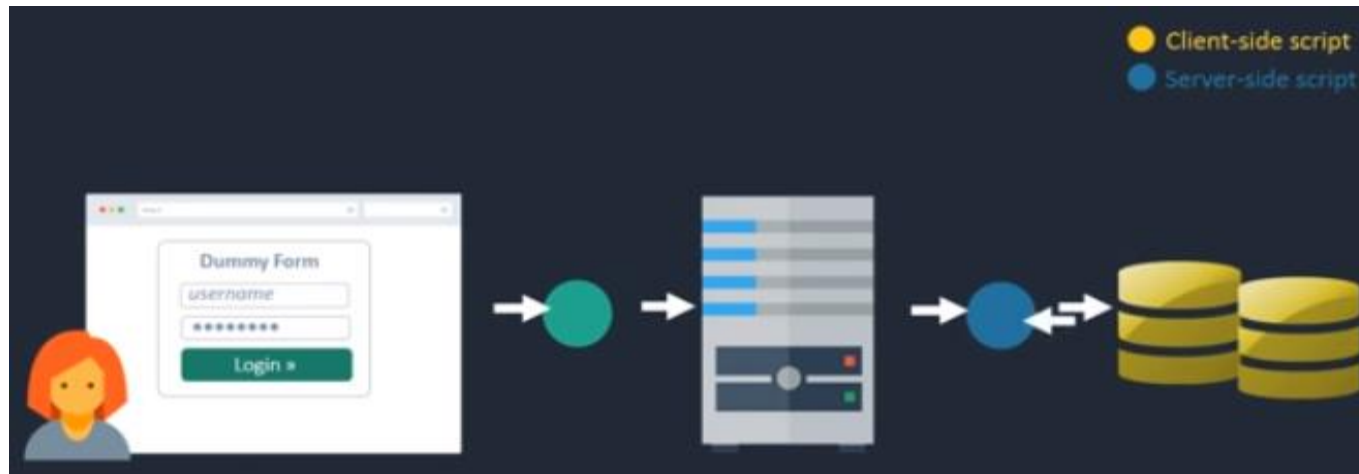 Client-side script
Server-side script
Dummy Form
username
Login »